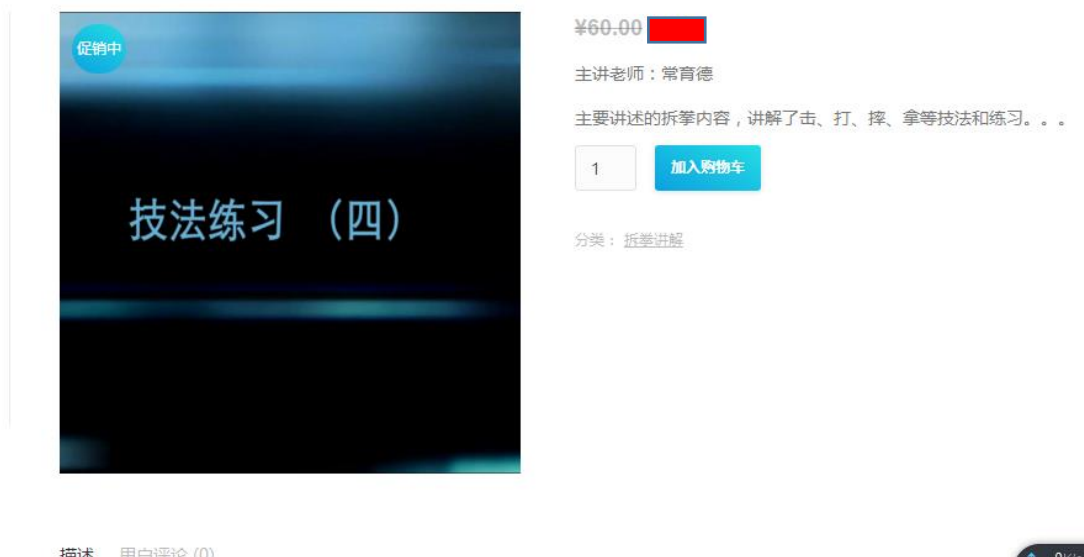 促销中
技法练习 （四）
¥60.00
主讲老师：常育德
主要讲述的拆拳内容，讲解了击、打、摔、拿等技法和练习。。。
1
加入购物车
分类： 拆拳讲解
描述 用户评论 (0)